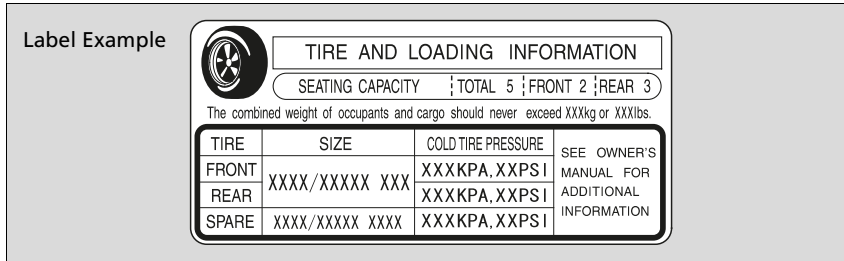 Label Example
TIRE AND LOADING INFORMATION
SEATING CAPACITY TOTAL 5 FRONT 2 REAR 3
The combined weight of occupants and cargo should never exceed XXXkg or XXXlbs.
TIRE SIZE COLD TIRE PRESSURE
SEE OWNER'S MANUAL FOR ADDITIONAL INFORMATION
FRONT XXXX/XXXXX XXX XXXKPA,XXPSI
REAR XXXKPA,XXPSI
SPARE XXXX/XXXXX XXXX XXXKPA,XXPSI